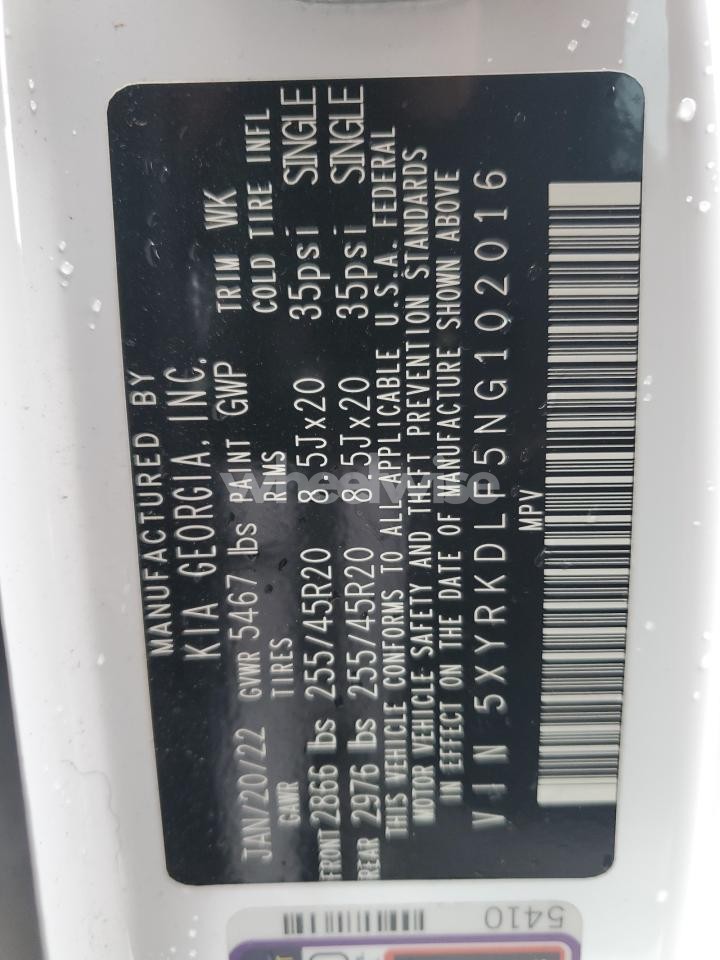 MANUFACTURED BY
KIA GEORGIA, INC.
JAN/20/22 GVWR 5467 lbs PAINT GWP TRIM WK
GAWR TIRES RIMS COLD TIRE INFL
FRONT 2866 lbs 255/45R20 8.5Jx20 35psi SINGLE
REAR 2976 lbs 255/45R20 8.5Jx20 35psi SINGLE
THIS VEHICLE CONFORMS TO ALL APPLICABLE U.S.A. FEDERAL
MOTOR VEHICLE SAFETY AND THEFT PREVENTION STANDARDS
IN EFFECT ON THE DATE OF MANUFACTURE SHOWN ABOVE
VIN 5XYRKDLF5NG102016
MPV
5410